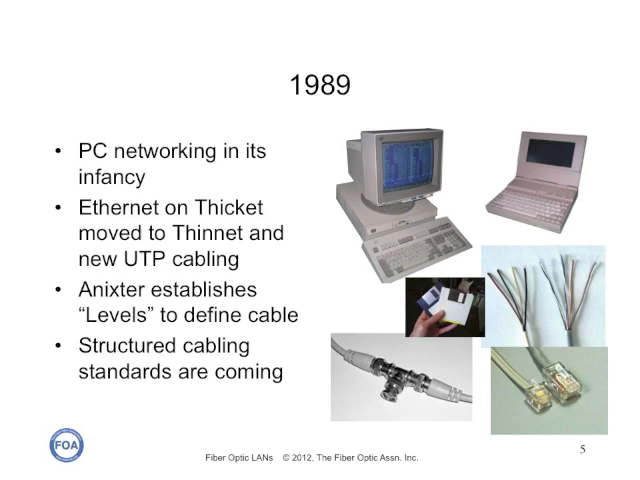 1989
• PC networking in its
infancy
• Ethernet on Thicket
moved to Thinnet and
new UTP cabling
• Anixter establishes
“Levels” to define cable
• Structured cabling
standards are coming
FOA
Fiber Optic LANs © 2012, The Fiber Optic Assn. Inc.
5